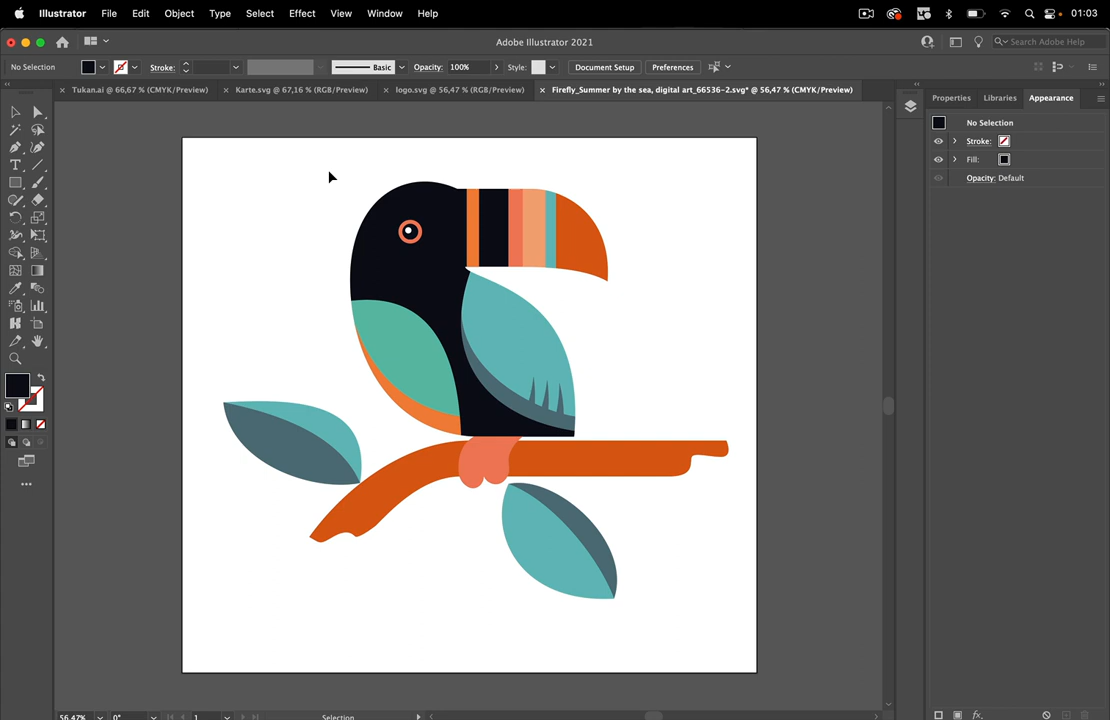 Illustrator File Edit Object Type Select Effect View Window Help 01:03
Adobe Illustrator 2021 Search Adobe Help
No Selection Stroke: Basic Opacity: 100% Style: Document Setup Preferences
Tukan.ai @ 66,67 % (CMYK/Preview) Karte.svg @ 67,16 % (RGB/Preview) logo.svg @ 56,47 % (RGB/Preview) Firefly_Summer by the sea, digital art_66536-2.svg* @ 56,47 % (CMYK/Preview)
Properties Libraries Appearance
No Selection
Stroke:
Fill:
Opacity: Default
56,47% 0° 1 Selection
fx